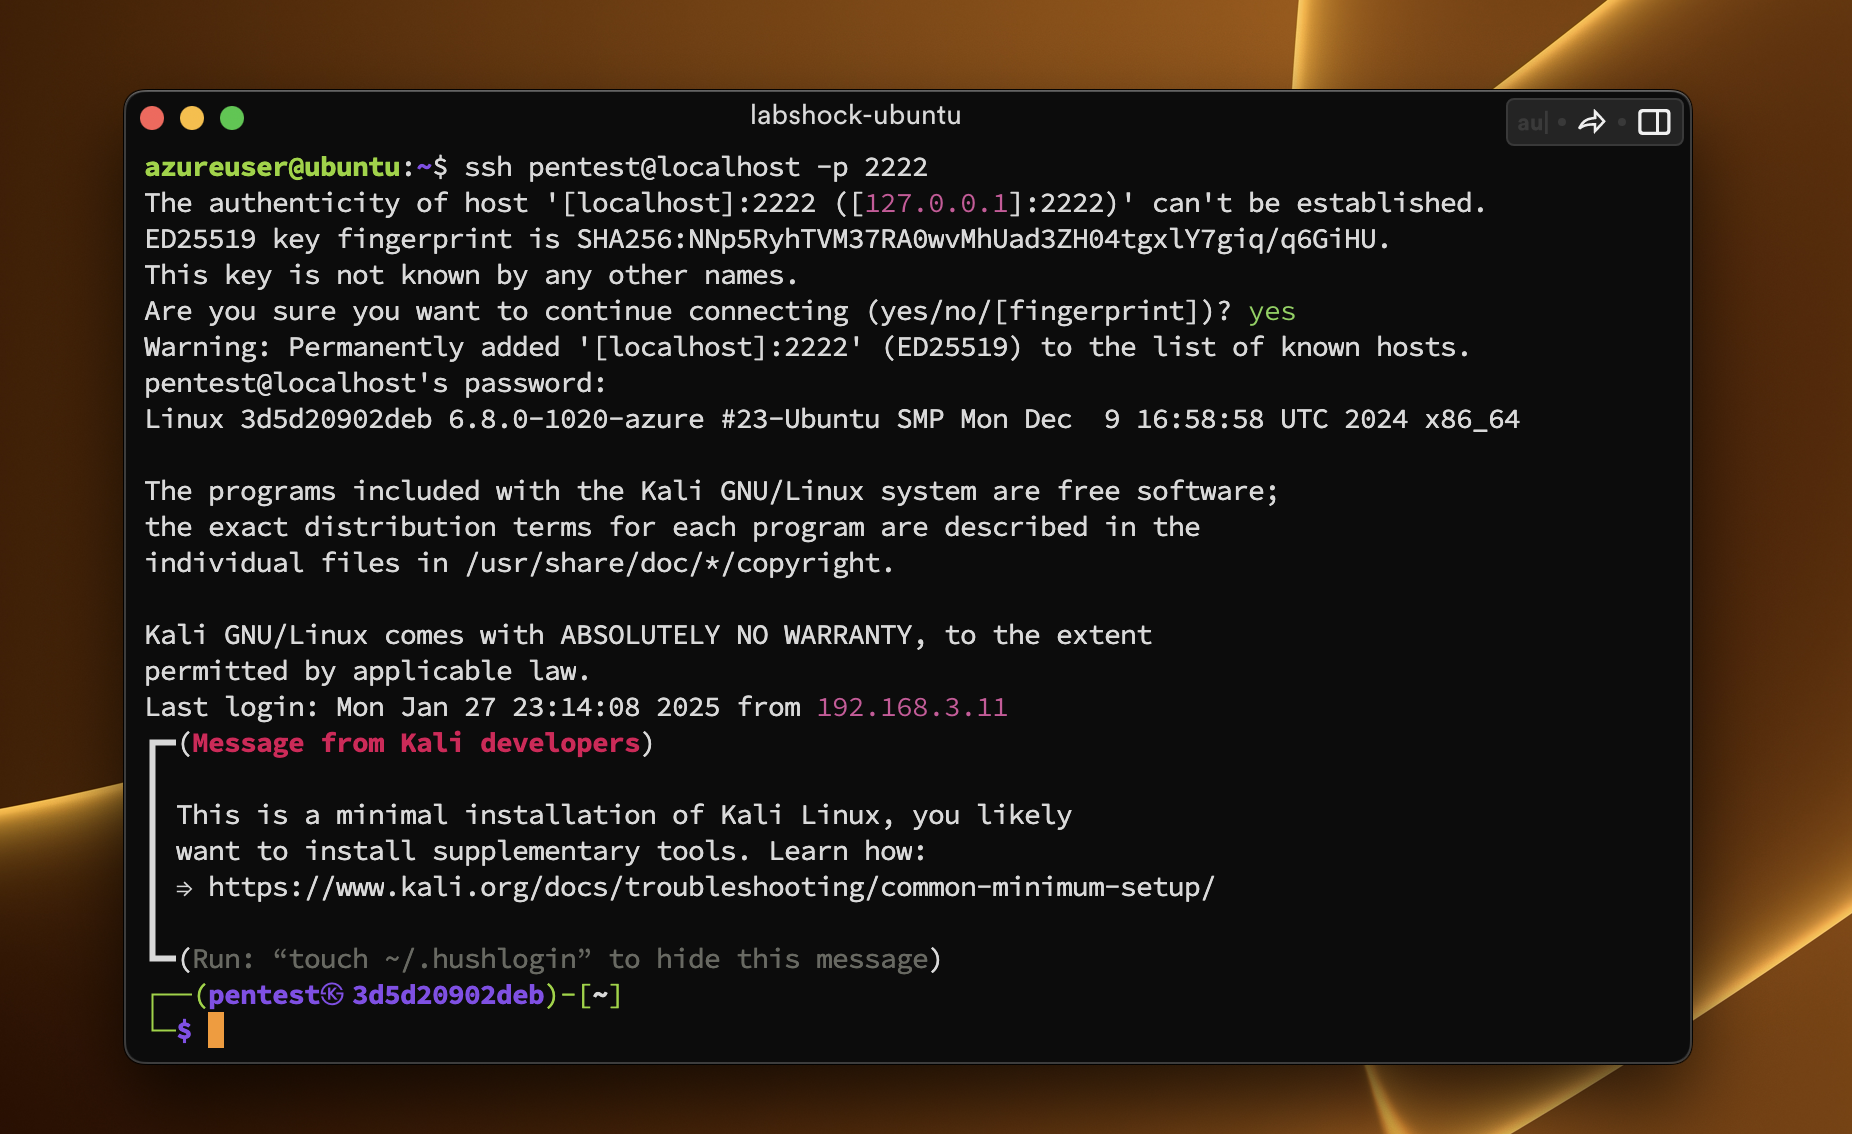 labshock-ubuntu
au
azureuser@ubuntu:~$ ssh pentest@localhost -p 2222
The authenticity of host '[localhost]:2222 ([127.0.0.1]:2222)' can't be established.
ED25519 key fingerprint is SHA256:NNp5RyhTVM37RA0wvMhUad3ZH04tgxlY7giq/q6GiHU.
This key is not known by any other names.
Are you sure you want to continue connecting (yes/no/[fingerprint])? yes
Warning: Permanently added '[localhost]:2222' (ED25519) to the list of known hosts.
pentest@localhost's password:
Linux 3d5d20902deb 6.8.0-1020-azure #23-Ubuntu SMP Mon Dec  9 16:58:58 UTC 2024 x86_64
The programs included with the Kali GNU/Linux system are free software;
the exact distribution terms for each program are described in the
individual files in /usr/share/doc/*/copyright.
Kali GNU/Linux comes with ABSOLUTELY NO WARRANTY, to the extent
permitted by applicable law.
Last login: Mon Jan 27 23:14:08 2025 from 192.168.3.11
┏━(Message from Kali developers)
This is a minimal installation of Kali Linux, you likely
want to install supplementary tools. Learn how:
⇒ https://www.kali.org/docs/troubleshooting/common-minimum-setup/
┗━(Run: “touch ~/.hushlogin” to hide this message)
┌──(pentest㉿3d5d20902deb)-[~]
└─$